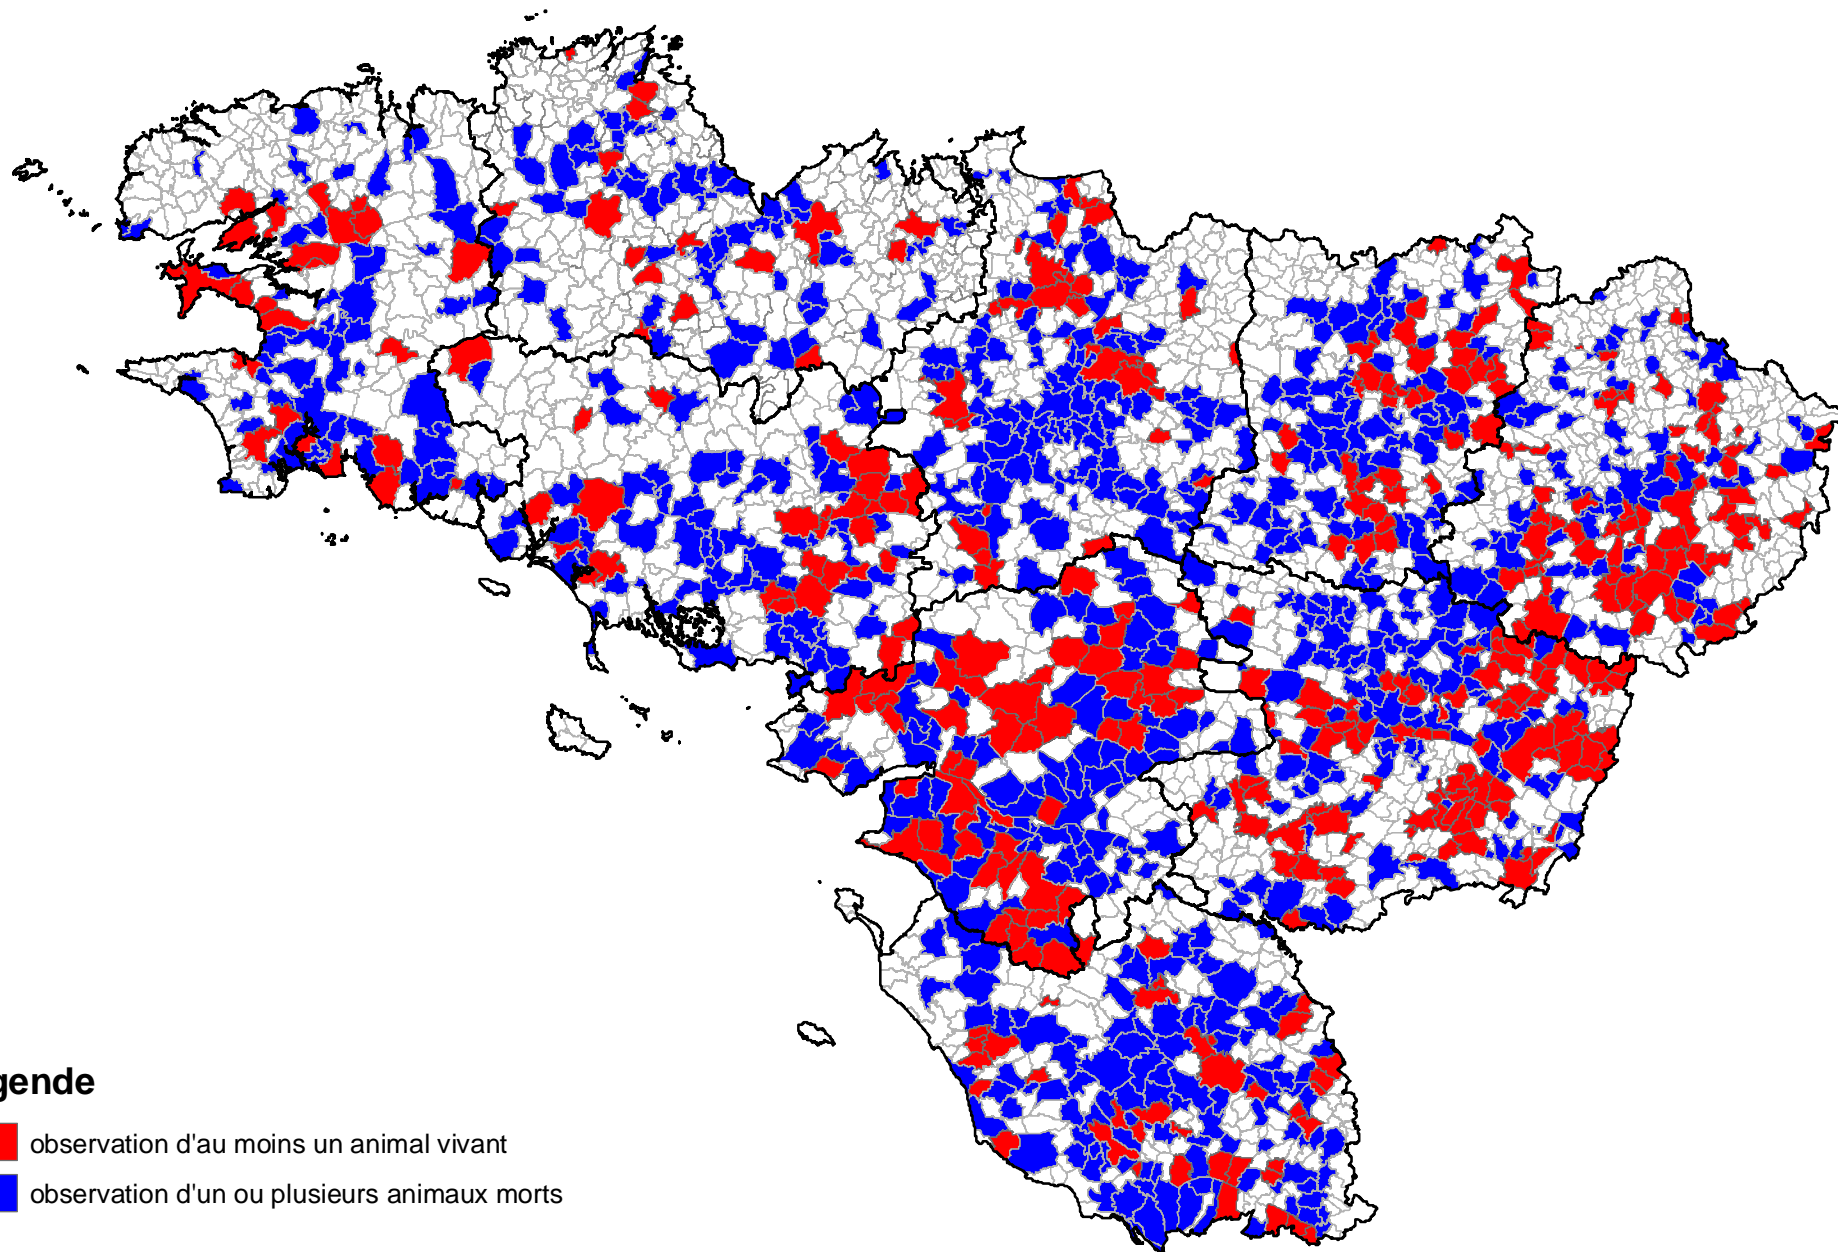 gende
observation d'au moins un animal vivant
observation d'un ou plusieurs animaux morts